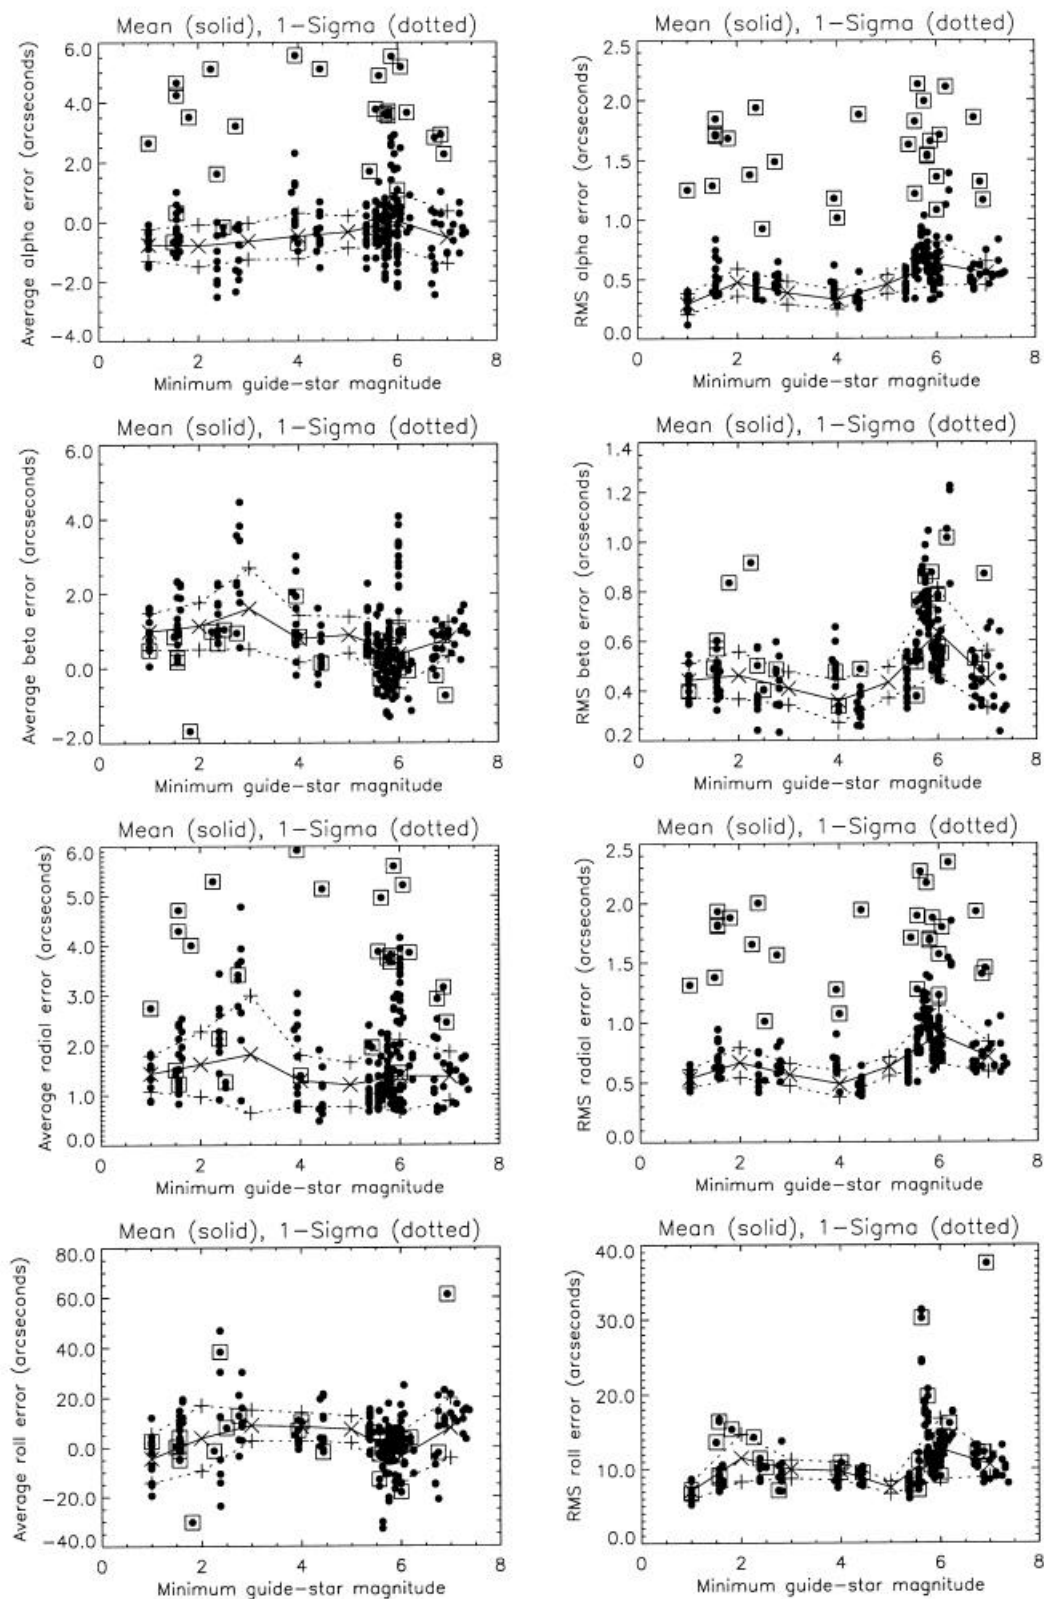 Mean (solid), 1-Sigma (dotted)
Average alpha error (arcseconds)
6.0
4.0
2.0
0.0
-2.0
-4.0
0 2 4 6 8
Minimum guide-star magnitude
Mean (solid), 1-Sigma (dotted)
RMS alpha error (arcseconds)
2.5
2.0
1.5
1.0
0.5
0.0
0 2 4 6 8
Minimum guide-star magnitude
Mean (solid), 1-Sigma (dotted)
Average beta error (arcseconds)
6.0
4.0
2.0
0.0
-2.0
0 2 4 6 8
Minimum guide-star magnitude
Mean (solid), 1-Sigma (dotted)
RMS beta error (arcseconds)
1.4
1.2
1.0
0.8
0.6
0.4
0.2
0 2 4 6 8
Minimum guide-star magnitude
Mean (solid), 1-Sigma (dotted)
Average radial error (arcseconds)
6.0
5.0
4.0
3.0
2.0
1.0
0.0
0 2 4 6 8
Minimum guide-star magnitude
Mean (solid), 1-Sigma (dotted)
RMS radial error (arcseconds)
2.5
2.0
1.5
1.0
0.5
0.0
0 2 4 6 8
Minimum guide-star magnitude
Mean (solid), 1-Sigma (dotted)
Average roll error (arcseconds)
80.0
60.0
40.0
20.0
0.0
-20.0
-40.0
0 2 4 6 8
Minimum guide-star magnitude
Mean (solid), 1-Sigma (dotted)
RMS roll error (arcseconds)
40.0
30.0
20.0
10.0
0.0
0 2 4 6 8
Minimum guide-star magnitude